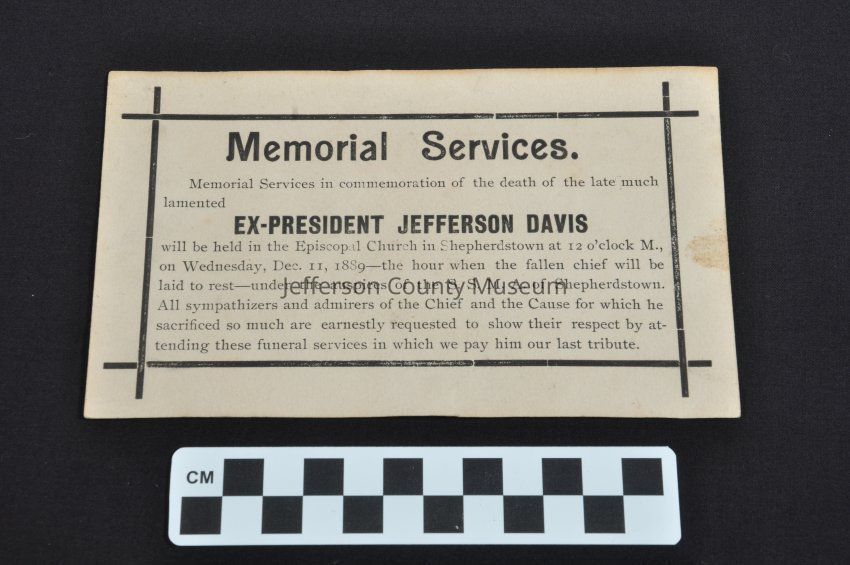 Memorial Services.
Memorial Services in commemoration of the death of the late much
lamented
EX-PRESIDENT JEFFERSON DAVIS
will be held in the Episcopal Church in Shepherdstown at 12 o'clock M.,
on Wednesday, Dec. 11, 1889—the hour when the fallen chief will be
laid to rest—under the auspices of the S. S. M. A. of Shepherdstown.
Jefferson County Museum
All sympathizers and admirers of the Chief and the Cause for which he
sacrificed so much are earnestly requested to show their respect by at-
tending these funeral services in which we pay him our last tribute.
CM